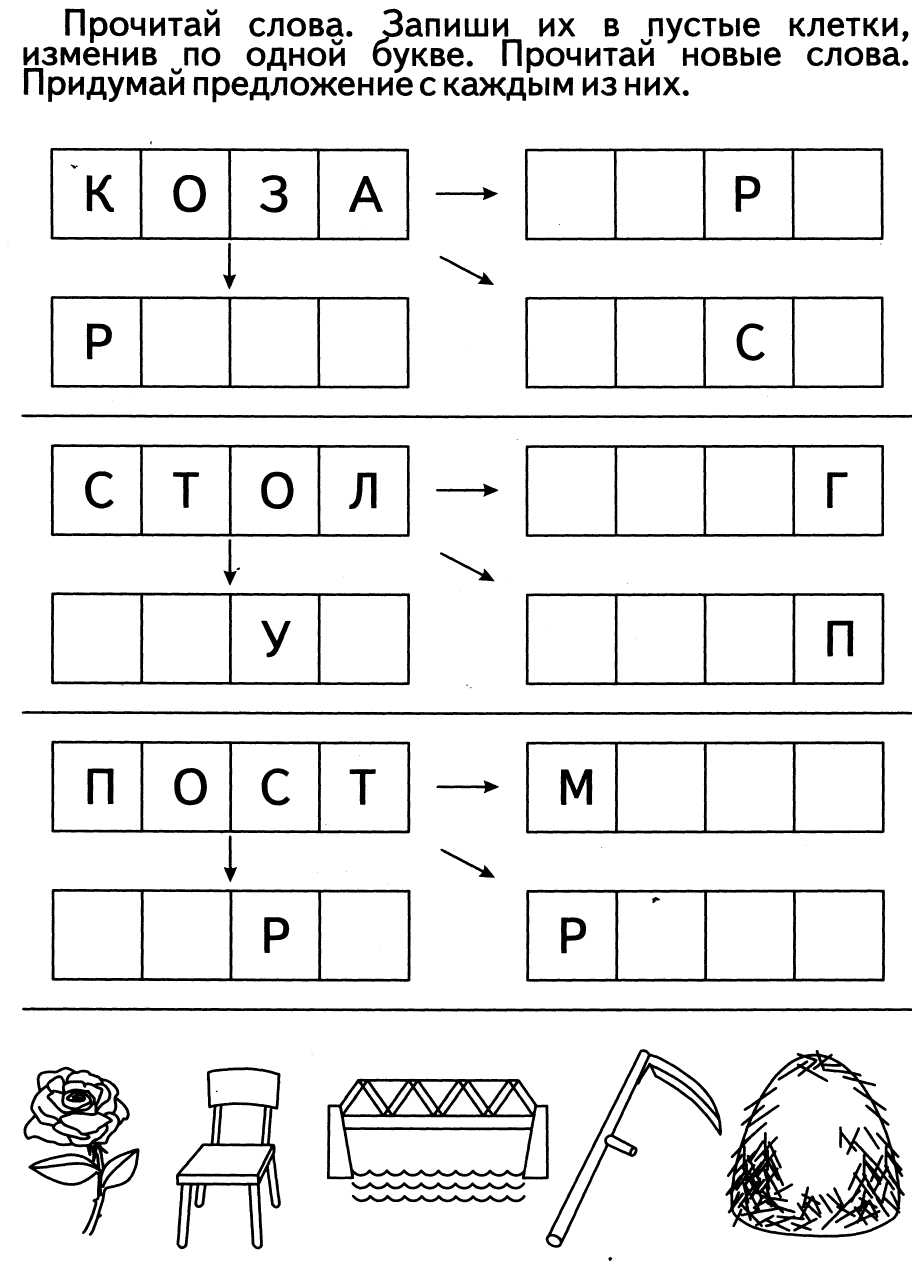 Прочитай слова. Запиши их в пустые клетки,
изменив по одной букве. Прочитай новые слова.
Придумай предложение с каждым из них.
К О З А → Р
Р С
С Т О Л → Г
У П
П О С Т → М
Р Р